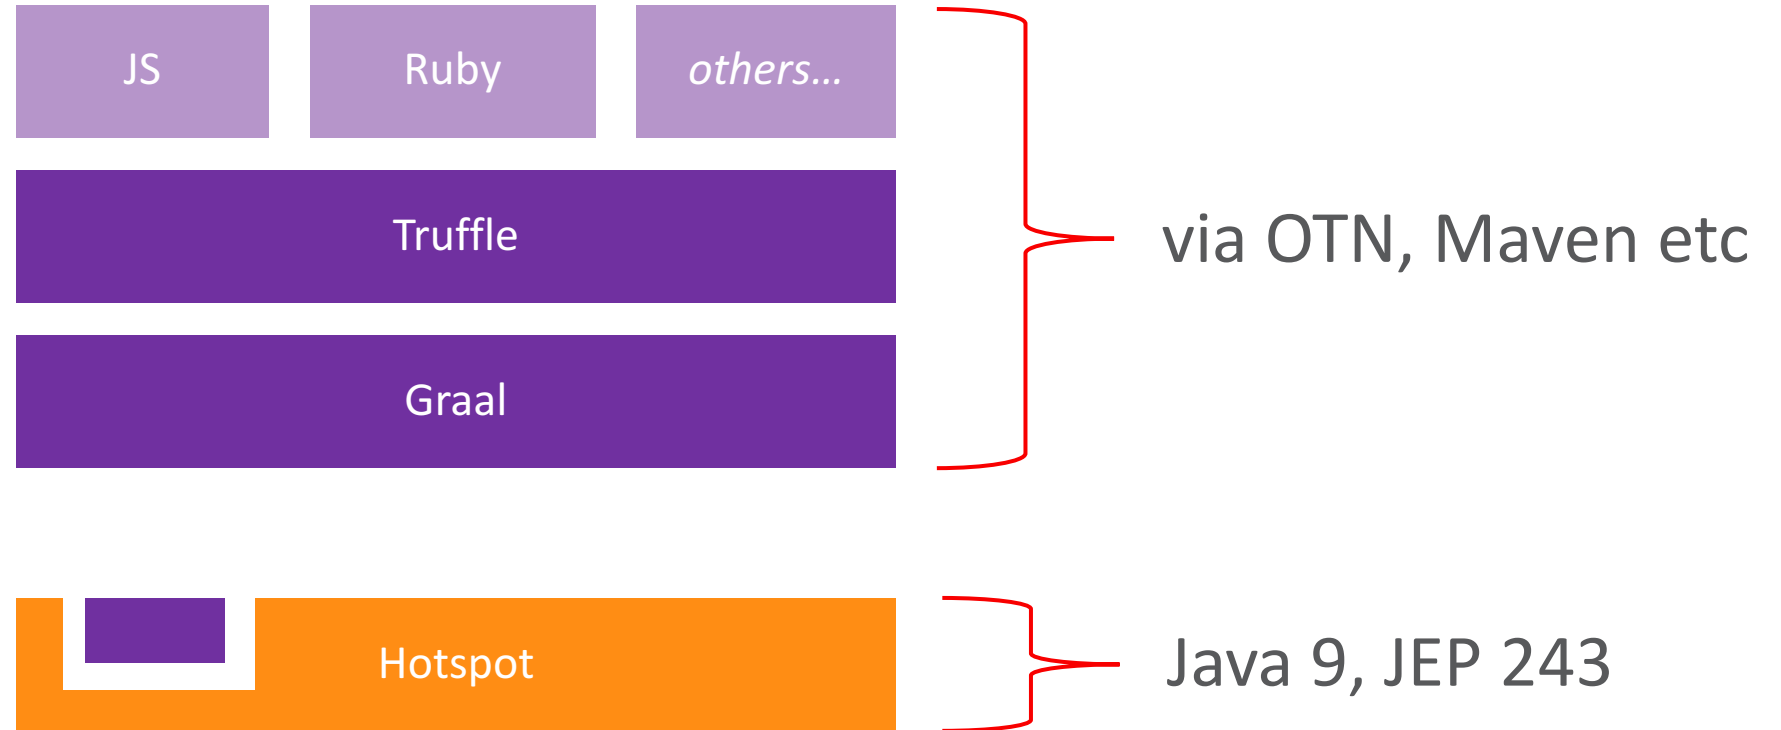 JS
Ruby
others...
Truffle
Graal
via OTN, Maven etc
Hotspot
Java 9, JEP 243